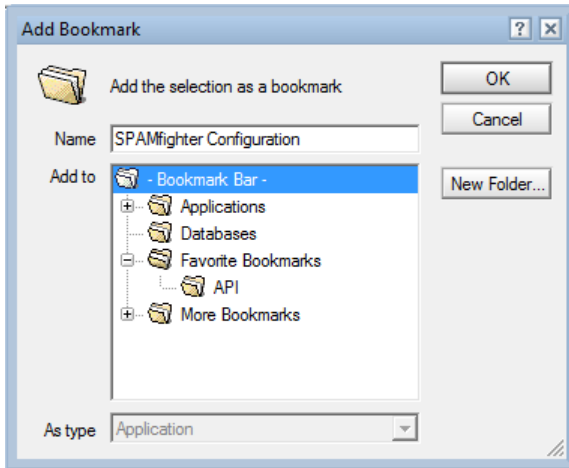 Add Bookmark
?
Add the selection as a bookmark
OK
Cancel
Name
SPAMfighter Configuration
Add to
- Bookmark Bar -
New Folder...
Applications
Databases
Favorite Bookmarks
API
More Bookmarks
As type
Application